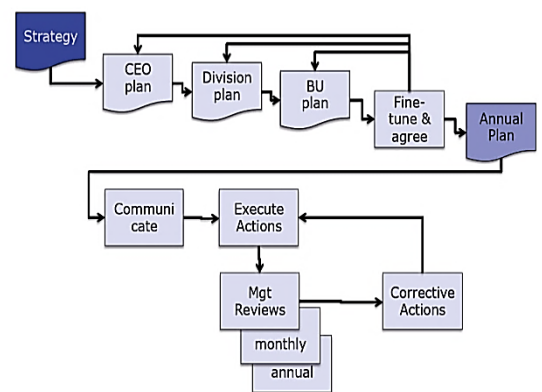 Strategy
CEO
plan
Division
plan
BU
plan
Fine-
tune &
agree
Annual
Plan
Communi
cate
Execute
Actions
Mgt
Reviews
Corrective
Actions
monthly
annual